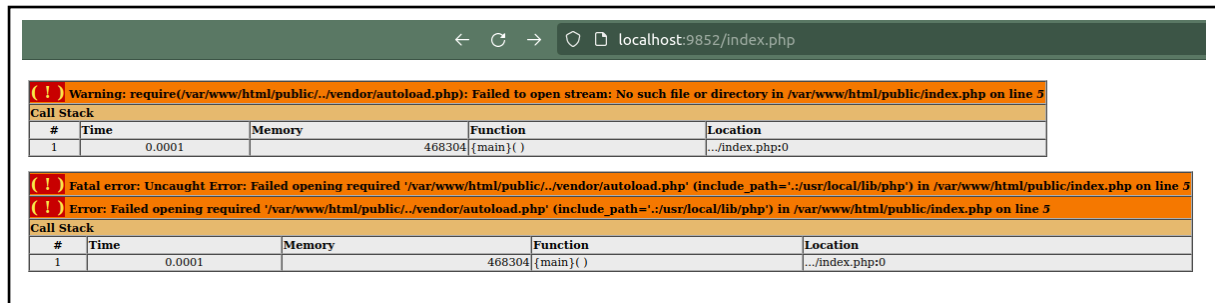 localhost:9852/index.php
( ! ) Warning: require(/var/www/html/public/../vendor/autoload.php): Failed to open stream: No such file or directory in /var/www/html/public/index.php on line 5
Call Stack
# Time Memory Function Location
1 0.0001 468304 {main}( ) .../index.php:0
( ! ) Fatal error: Uncaught Error: Failed opening required '/var/www/html/public/../vendor/autoload.php' (include_path='.:/usr/local/lib/php') in /var/www/html/public/index.php on line 5
( ! ) Error: Failed opening required '/var/www/html/public/../vendor/autoload.php' (include_path='.:/usr/local/lib/php') in /var/www/html/public/index.php on line 5
Call Stack
# Time Memory Function Location
1 0.0001 468304 {main}( ) .../index.php:0